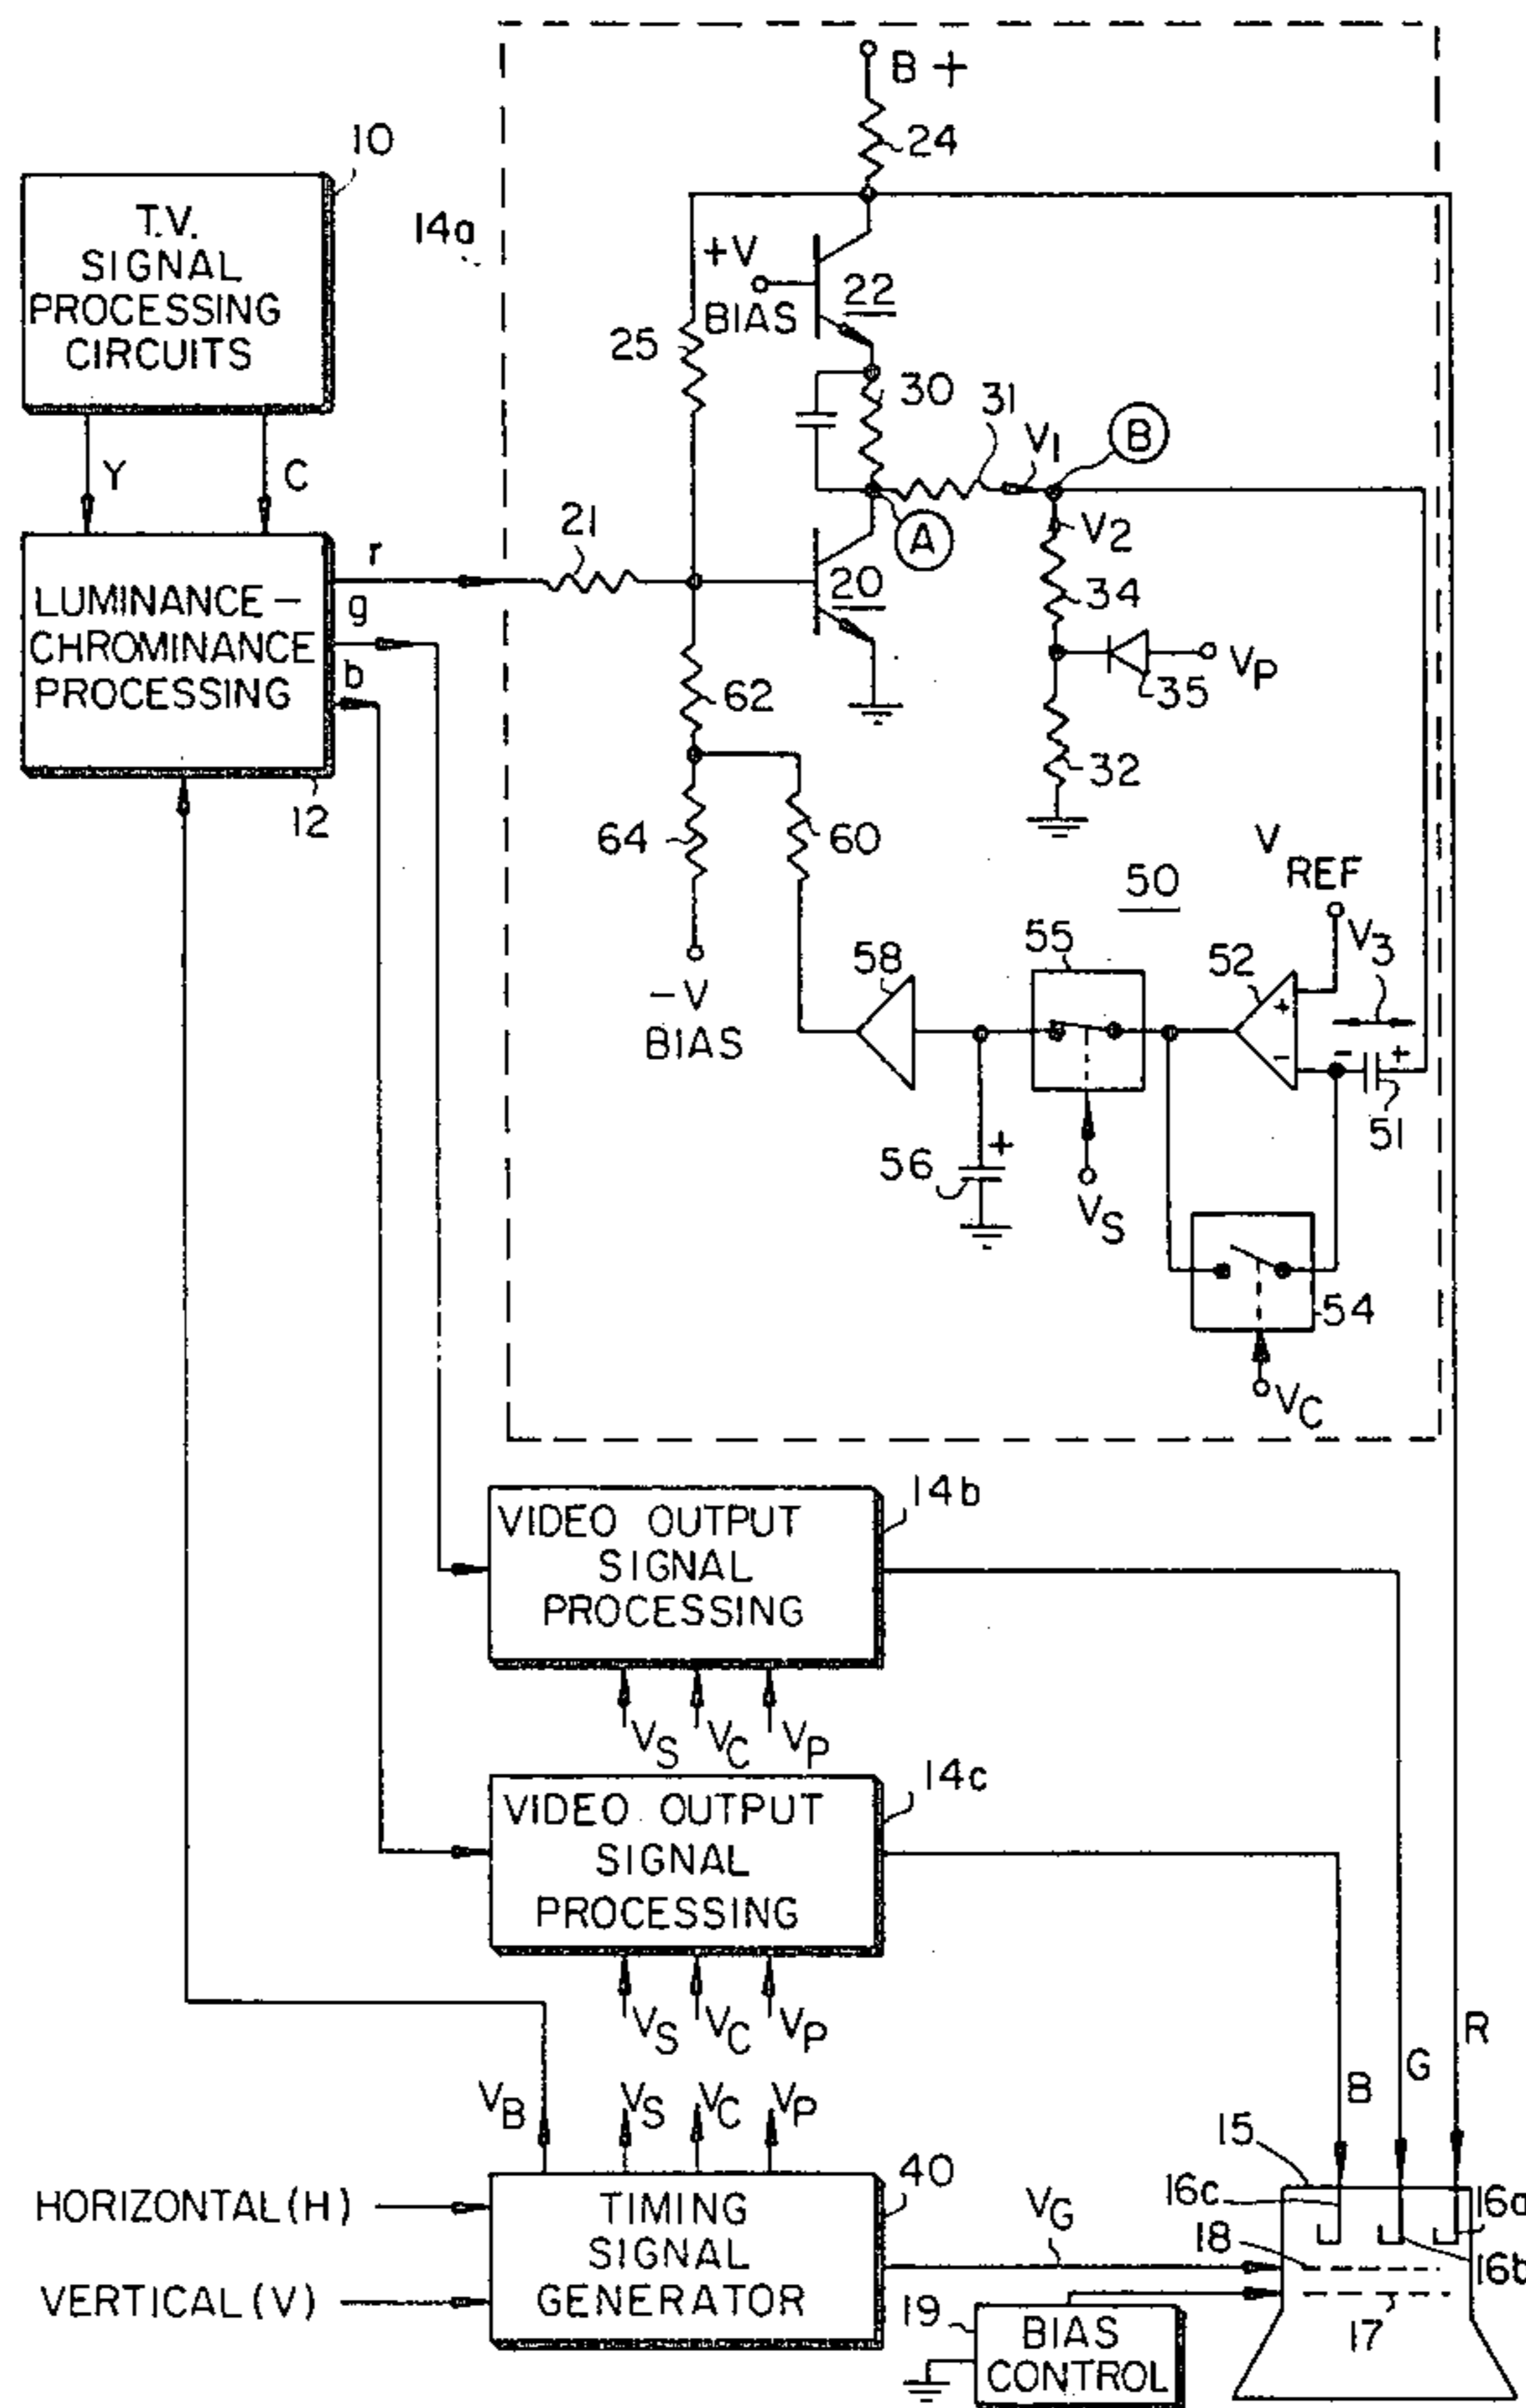 B +
24
10
T.V.
SIGNAL
PROCESSING
CIRCUITS
14a
+V
BIAS
22
25
30
31
V1
B
Y
C
A
V2
21
r
20
34
LUMINANCE –
CHROMINANCE
PROCESSING
g
b
VP
35
62
32
12
64
60
V
REF
50
V3
55
52
58
+
−
3
− +
51
−V
BIAS
56
+
VS
54
VC
14b
VIDEO OUTPUT
SIGNAL
PROCESSING
VS
VC
VP
14c
VIDEO OUTPUT
SIGNAL
PROCESSING
VS
VC
VP
R
G
B
VB
VS
VC
VP
15
40
HORIZONTAL (H)
TIMING
SIGNAL
GENERATOR
VERTICAL (V)
VG
16c
18
16a
16b
19
BIAS
CONTROL
17